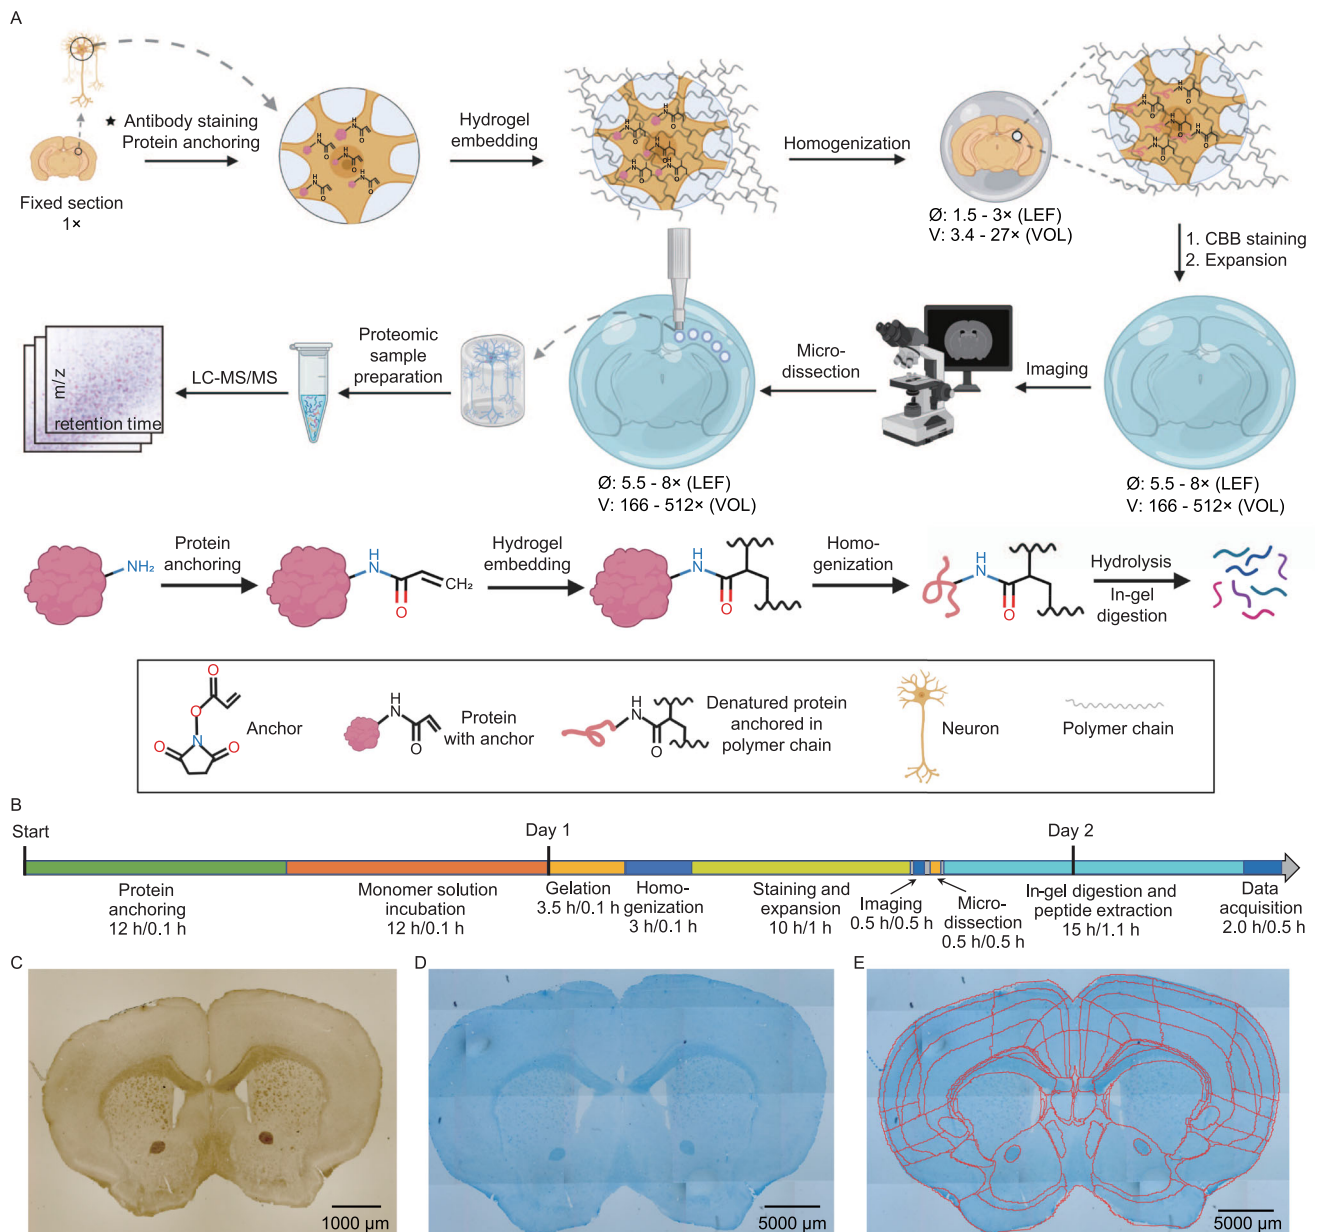 A
★ Antibody staining
Protein anchoring
Fixed section
1×
Hydrogel
embedding
Homogenization
Ø: 1.5 - 3× (LEF)
V: 3.4 - 27× (VOL)
1. CBB staining
2. Expansion
m/z
retention time
LC-MS/MS
Proteomic
sample
preparation
Micro-
dissection
Imaging
Ø: 5.5 - 8× (LEF)
V: 166 - 512× (VOL)
Ø: 5.5 - 8× (LEF)
V: 166 - 512× (VOL)
NH₂
Protein
anchoring
H
N
O
CH₂
Hydrogel
embedding
H
N
O
Homo-
genization
H
N
O
Hydrolysis
In-gel
digestion
O
O
N
O
O
Anchor
H
N
O
Protein
with anchor
H
N
O
Denatured protein
anchored in
polymer chain
Neuron
Polymer chain
B
Start
Day 1
Day 2
Protein
anchoring
12 h/0.1 h
Monomer solution
incubation
12 h/0.1 h
Gelation
3.5 h/0.1 h
Homo-
genization
3 h/0.1 h
Staining and
expansion
10 h/1 h
Imaging
0.5 h/0.5 h
Micro-
dissection
0.5 h/0.5 h
In-gel digestion and
peptide extraction
15 h/1.1 h
Data
acquisition
2.0 h/0.5 h
C
1000 µm
D
5000 µm
E
5000 µm